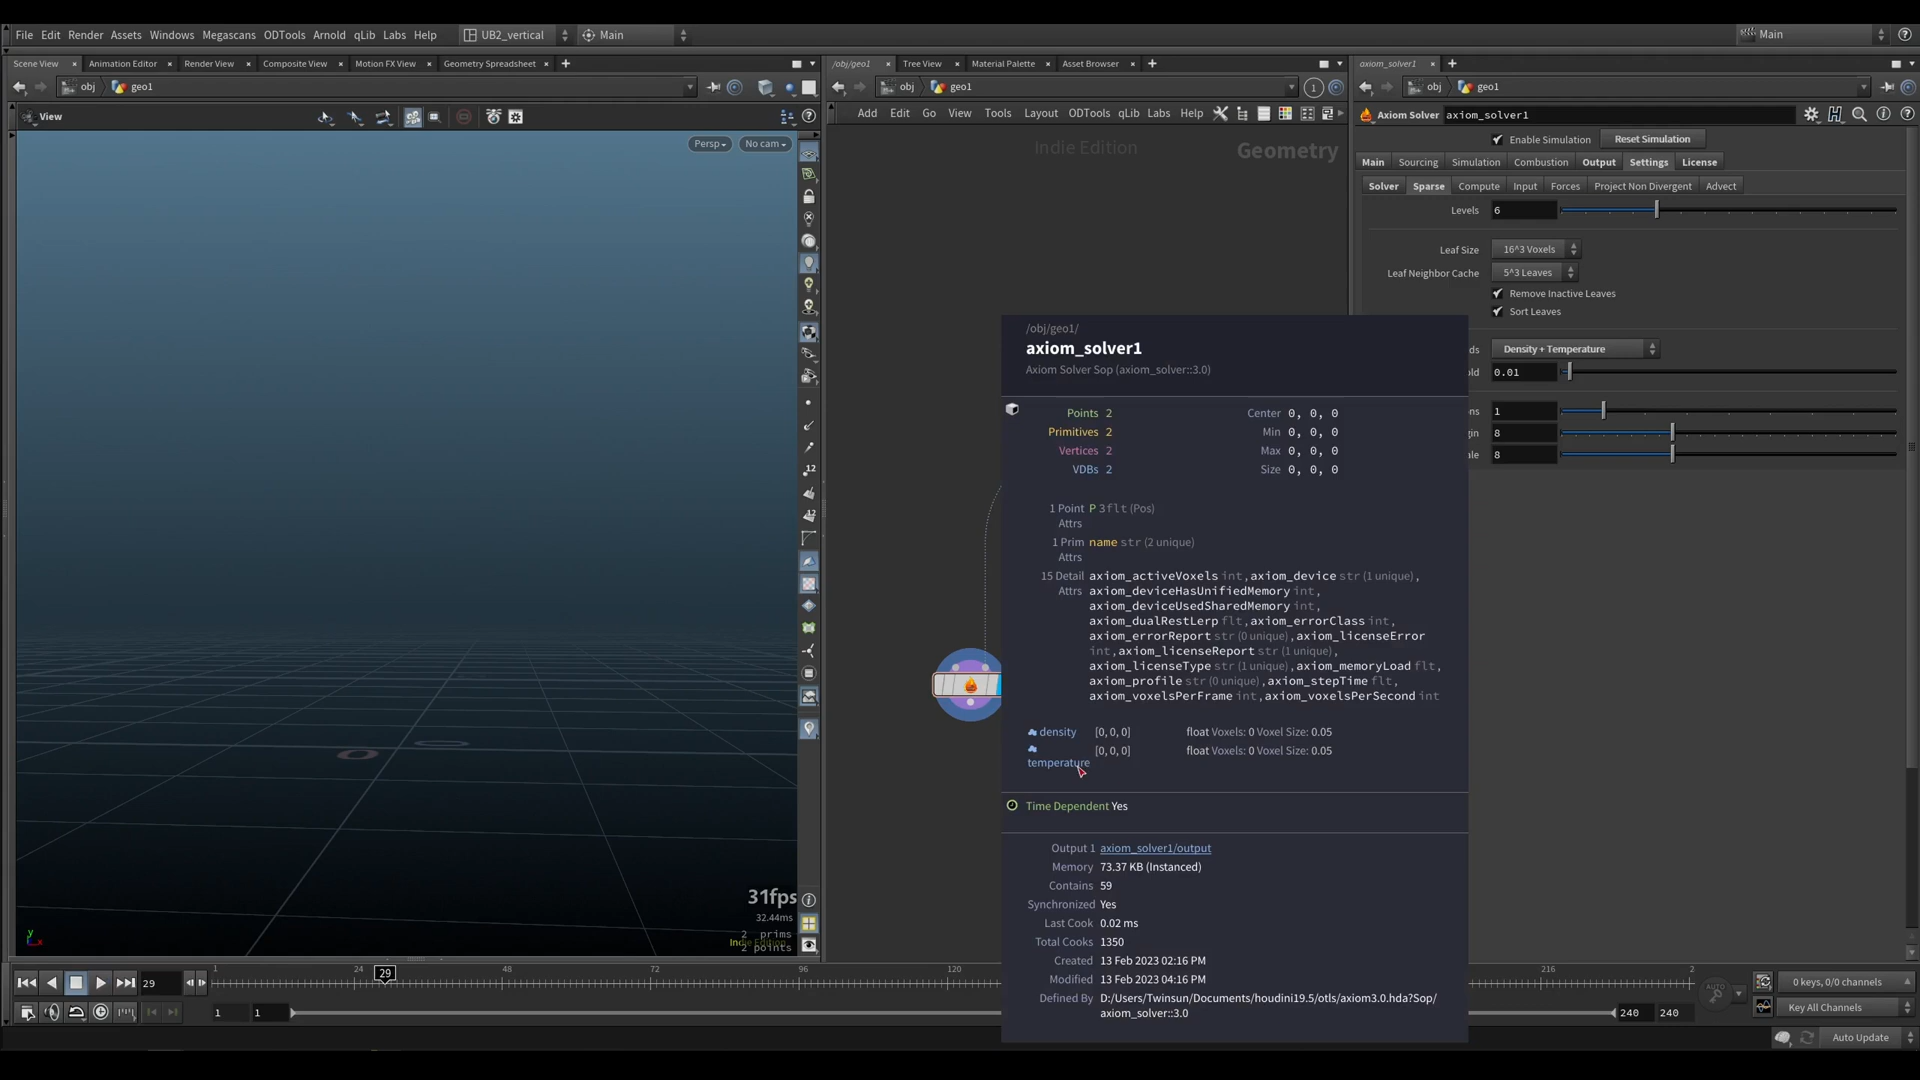 File Edit Render Assets Windows Megascans ODTools Arnold qLib Labs Help UB2_vertical Main Main
Scene View Animation Editor Render View Composite View Motion FX View Geometry Spreadsheet
obj geo1
View
Persp No cam
31fps
32.44ms
2 prims
2 points
/obj/geo1 Tree View Material Palette Asset Browser
obj geo1 1
Add Edit Go View Tools Layout ODTools qLib Labs Help
Indie Edition Geometry
axiom_solver1
obj geo1
Axiom Solver axiom_solver1
Enable Simulation Reset Simulation
Main Sourcing Simulation Combustion Output Settings License
Solver Sparse Compute Input Forces Project Non Divergent Advect
Levels 6
Leaf Size 16^3 Voxels
Leaf Neighbor Cache 5^3 Leaves
Remove Inactive Leaves
Sort Leaves
Density + Temperature
0.01
1
8
8
/obj/geo1/
axiom_solver1
Axiom Solver Sop (axiom_solver::3.0)
Points 2 Center 0, 0, 0
Primitives 2 Min 0, 0, 0
Vertices 2 Max 0, 0, 0
VDBs 2 Size 0, 0, 0
1 Point P 3flt (Pos)
Attrs
1 Prim name str (2 unique)
Attrs
15 Detail axiom_activeVoxels int, axiom_device str (1 unique),
Attrs axiom_deviceHasUnifiedMemory int,
axiom_deviceUsedSharedMemory int,
axiom_dualRestLerp flt, axiom_errorClass int,
axiom_errorReport str (0 unique), axiom_licenseError
int, axiom_licenseReport str (1 unique),
axiom_licenseType str (1 unique), axiom_memoryLoad flt,
axiom_profile str (0 unique), axiom_stepTime flt,
axiom_voxelsPerFrame int, axiom_voxelsPerSecond int
density [0, 0, 0] float Voxels: 0 Voxel Size: 0.05
[0, 0, 0] float Voxels: 0 Voxel Size: 0.05
temperature
Time Dependent Yes
Output 1 axiom_solver1/output
Memory 73.37 KB (Instanced)
Contains 59
Synchronized Yes
Last Cook 0.02 ms
Total Cooks 1350
Created 13 Feb 2023 02:16 PM
Modified 13 Feb 2023 04:16 PM
Defined By D:/Users/Twinsun/Documents/houdini19.5/otls/axiom3.0.hda?Sop/
axiom_solver::3.0
29 1 24 29 48 72 96 120 216 2
1 1 240 240
0 keys, 0/0 channels
Key All Channels
Auto Update